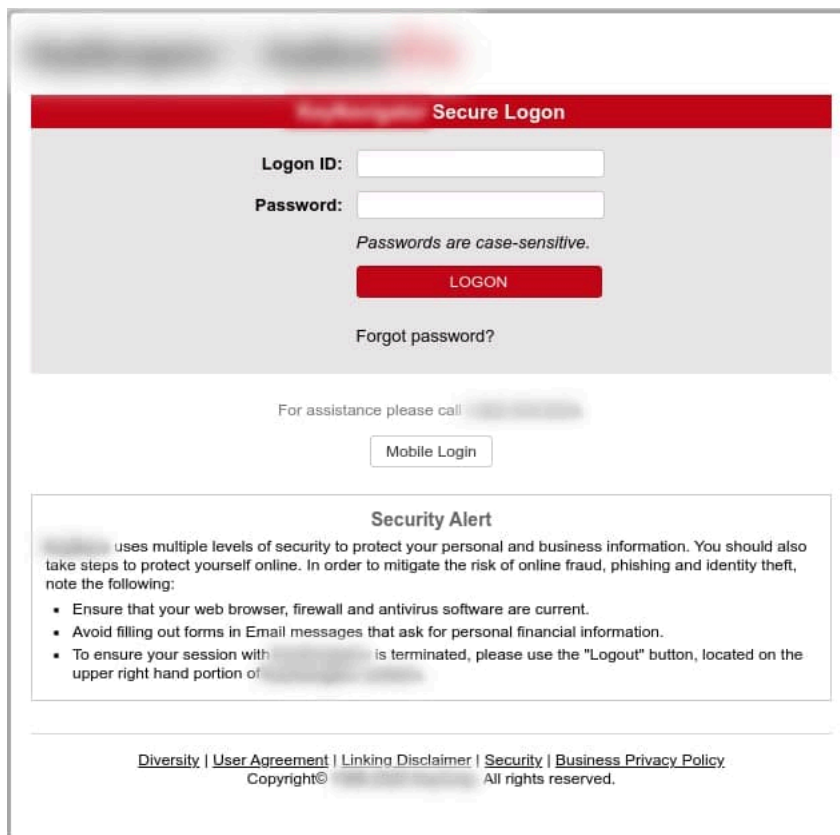 Secure Logon
Logon ID:
Password:
Passwords are case-sensitive.
LOGON
Forgot password?
For assistance please call
Mobile Login
Security Alert
uses multiple levels of security to protect your personal and business information. You should also
take steps to protect yourself online. In order to mitigate the risk of online fraud, phishing and identity theft,
note the following:
• Ensure that your web browser, firewall and antivirus software are current.
• Avoid filling out forms in Email messages that ask for personal financial information.
• To ensure your session with is terminated, please use the "Logout" button, located on the
upper right hand portion of
Diversity | User Agreement | Linking Disclaimer | Security | Business Privacy Policy
Copyright© All rights reserved.